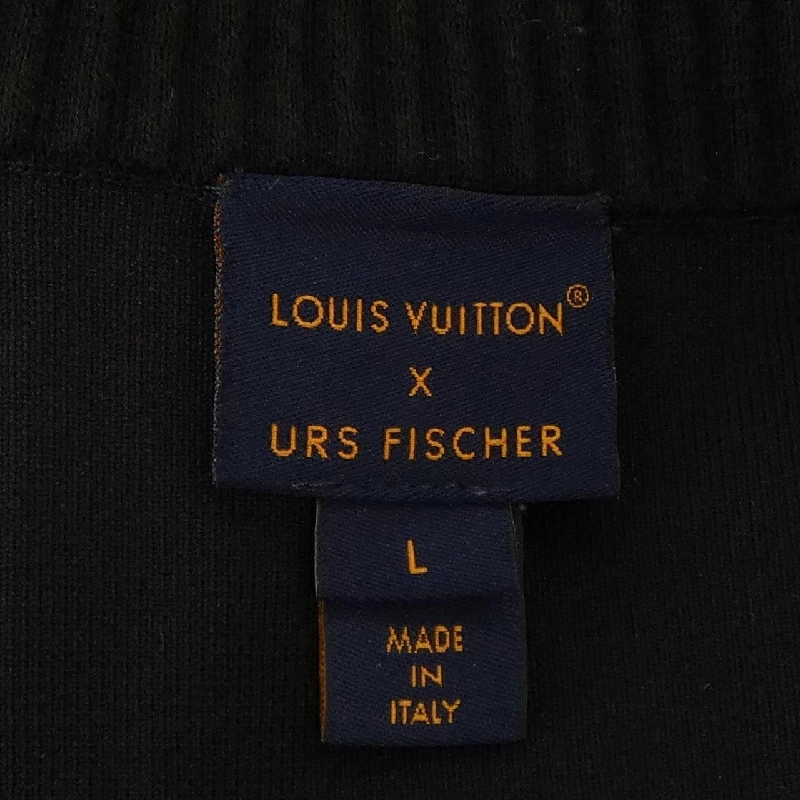 LOUIS VUITTON®
X
URS FISCHER
L
MADE
IN
ITALY